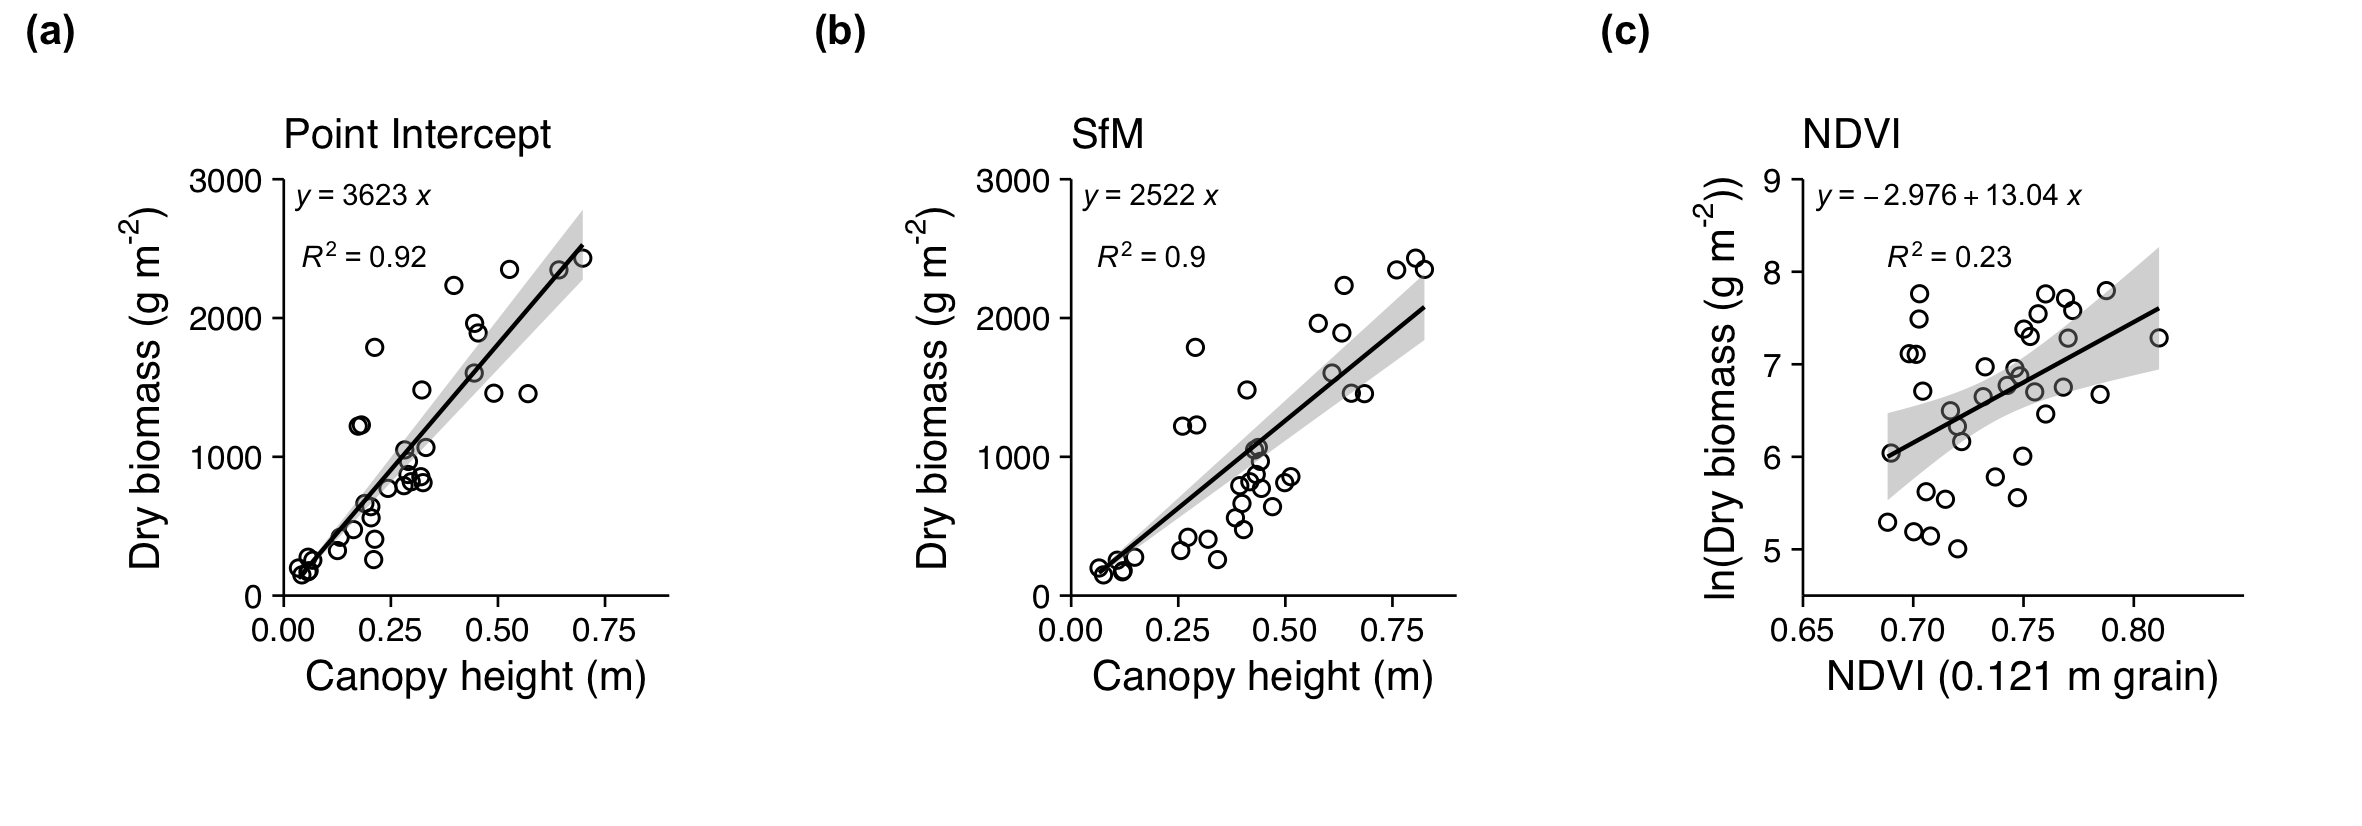 (a)
Point Intercept
y = 3623 x
R² = 0.92
3000
2000
1000
0
Dry biomass (g m⁻²)
0.00 0.25 0.50 0.75
Canopy height (m)
(b)
SfM
y = 2522 x
R² = 0.9
3000
2000
1000
0
Dry biomass (g m⁻²)
0.00 0.25 0.50 0.75
Canopy height (m)
(c)
NDVI
y = − 2.976 + 13.04 x
R² = 0.23
9
8
7
6
5
ln(Dry biomass (g m⁻²))
0.65 0.70 0.75 0.80
NDVI (0.121 m grain)